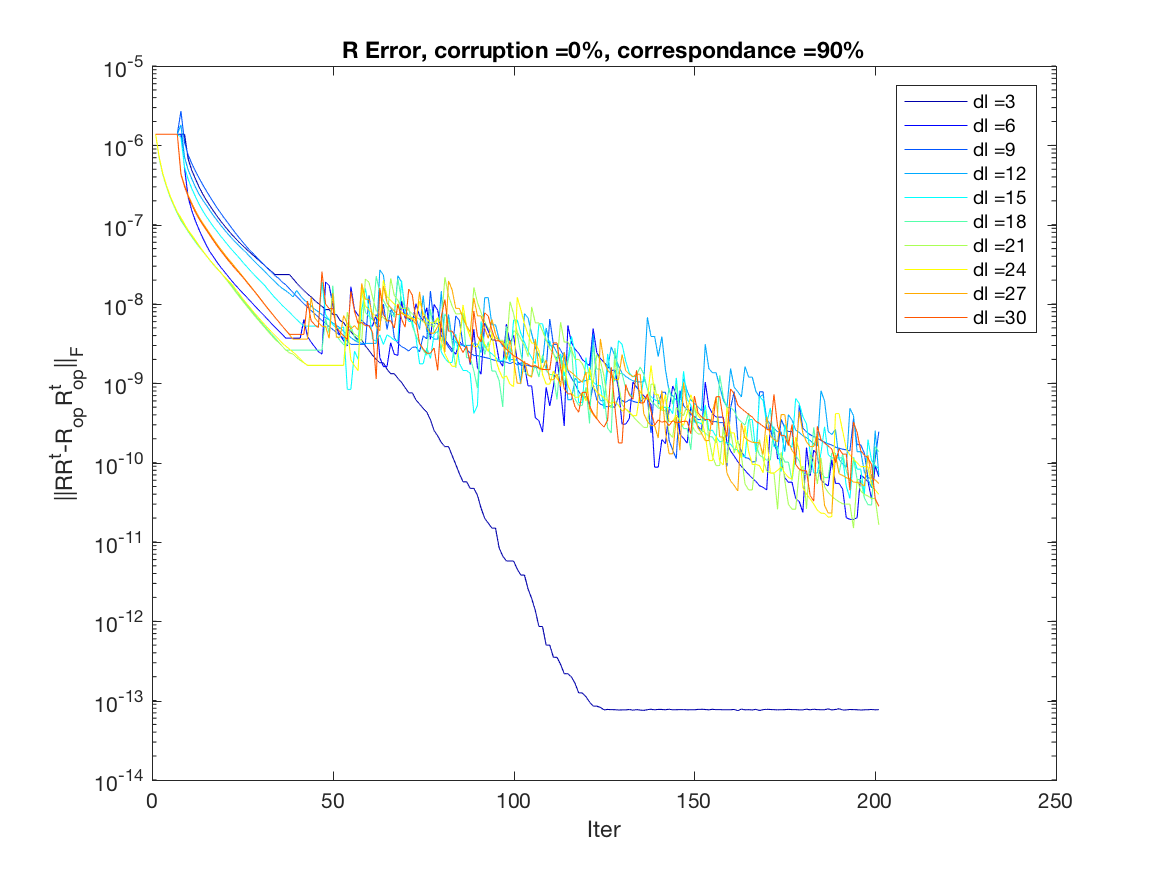 R Error, corruption =0%, correspondance =90%
10^-5
10^-6
10^-7
10^-8
10^-9
10^-10
10^-11
10^-12
10^-13
10^-14
||RR^t-R_op R_op^t||_F
0 50 100 150 200 250
Iter
dl =3
dl =6
dl =9
dl =12
dl =15
dl =18
dl =21
dl =24
dl =27
dl =30